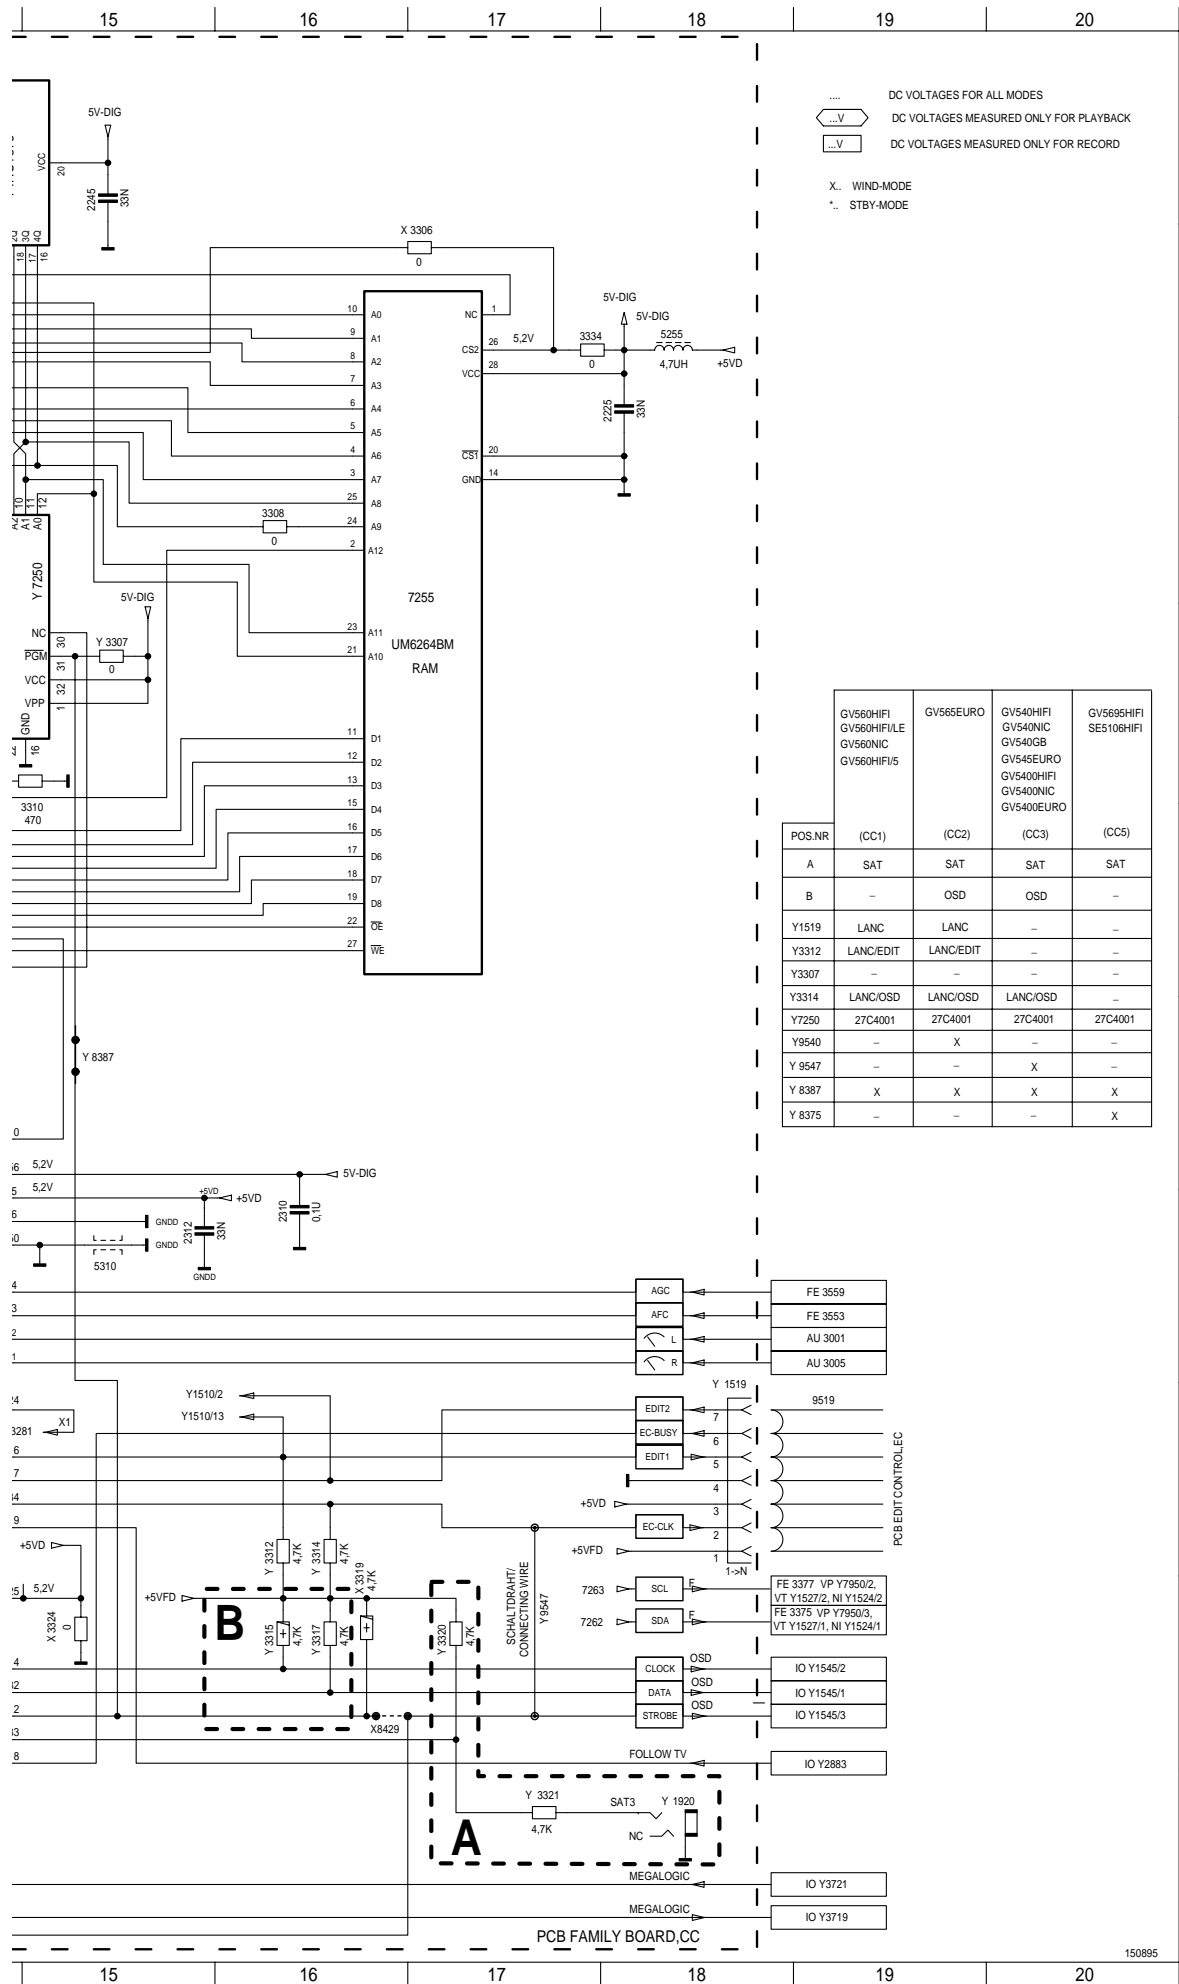 15 16 17 18 19 20
.... DC VOLTAGES FOR ALL MODES
...V DC VOLTAGES MEASURED ONLY FOR PLAYBACK
...V DC VOLTAGES MEASURED ONLY FOR RECORD
X.. WIND-MODE
*.. STBY-MODE
5V-DIG
VCC
20
2245
33N
2Q 3Q 4Q
18 17 16
X 3306
0
10 A0
9 A1
8 A2
7 A3
6 A4
5 A5
4 A6
3 A7
25 A8
24 A9
2 A12
23 A11
21 A10
11 D1
12 D2
13 D3
15 D4
16 D5
17 D6
18 D7
19 D8
22 OE
27 WE
7255
UM6264BM
RAM
NC 1
CS2 26
VCC 28
CS1 20
GND 14
5,2V
3334
0
5V-DIG
5V-DIG
5255
4,7UH
+5VD
2225
33N
3308
0
10 11 12
A2 A1 A0
Y 7250
5V-DIG
NC 30
PGM 31
VCC 32
VPP 1
GND
16
Y 3307
0
3310
470
Y 8387
GV560HIFI GV565EURO GV540HIFI GV5695HIFI
GV560HIFI/LE GV540NIC SE5106HIFI
GV560NIC GV540GB
GV560HIFI/5 GV545EURO
GV5400HIFI
GV5400NIC
GV5400EURO
POS.NR (CC1) (CC2) (CC3) (CC5)
A SAT SAT SAT SAT
B – OSD OSD –
Y1519 LANC LANC – –
Y3312 LANC/EDIT LANC/EDIT – –
Y3307 – – – –
Y3314 LANC/OSD LANC/OSD LANC/OSD –
Y7250 27C4001 27C4001 27C4001 27C4001
Y9540 – X – –
Y 9547 – – X –
Y 8387 X X X X
Y 8375 – – – X
5,2V
5V-DIG
5,2V
+5VD
+5VD
2310
0,1U
GNDD
2312
33N
GNDD
GNDD
5310
AGC FE 3559
AFC FE 3553
L AU 3001
R AU 3005
Y 1519
9519
Y1510/2
Y1510/13
X1
3281
EDIT2 7
EC-BUSY 6
EDIT1 5
4
+5VD 3
EC-CLK 2
+5VFD 1
1->N
PCB EDIT CONTROL,EC
+5VD
5,2V
X 3324
0
+5VFD
Y 3312
4,7K
Y 3314
4,7K
X 3319
4,7K
B
Y 3315
4,7K
Y 3317
4,7K
Y 3320
4,7K
SCHALTDRAHT/
CONNECTING WIRE
Y9547
7263 SCL F FE 3377 VP Y7950/2,
VT Y1527/2, NI Y1524/2
7262 SDA F FE 3375 VP Y7950/3,
VT Y1527/1, NI Y1524/1
CLOCK OSD IO Y1545/2
DATA OSD IO Y1545/1
STROBE OSD IO Y1545/3
X8429
FOLLOW TV IO Y2883
A
Y 3321
4,7K
SAT3
Y 1920
NC
MEGALOGIC IO Y3721
MEGALOGIC IO Y3719
PCB FAMILY BOARD,CC
150895
15 16 17 18 19 20